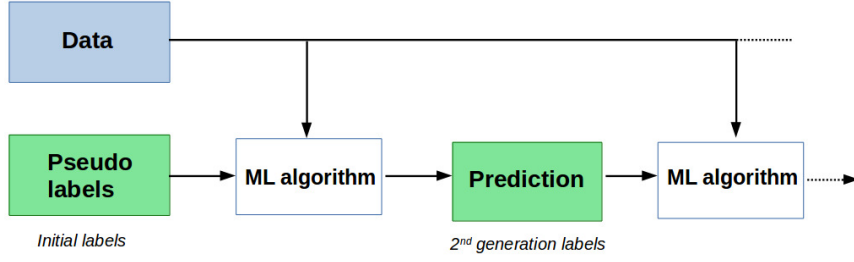 Data
Pseudo
labels
ML algorithm
Prediction
ML algorithm
Initial labels
2nd generation labels